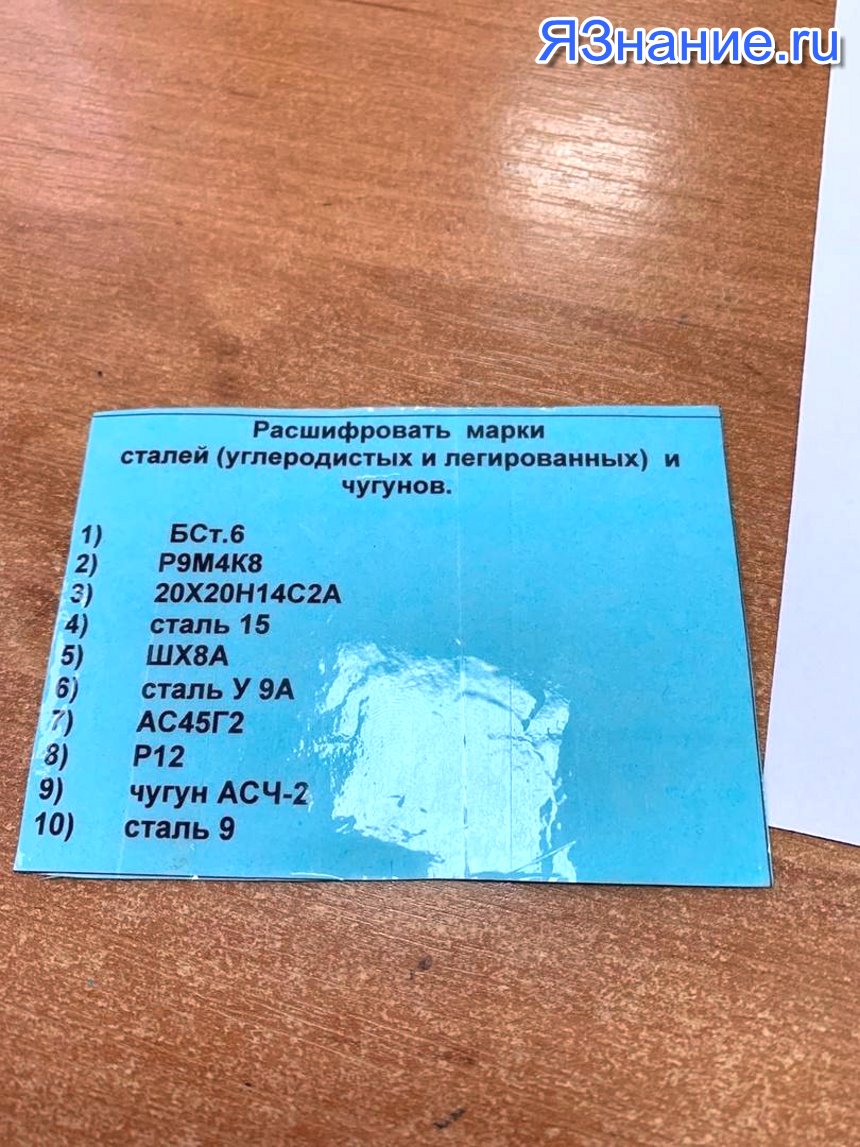 ЯЗнание.ru
Расшифровать марки
сталей (углеродистых и легированных) и
чугунов.
1) БСт.6
2) Р9М4К8
3) 20Х20Н14С2А
4) сталь 15
5) ШХ8А
6) сталь У 9А
7) АС45Г2
8) Р12
9) чугун АСЧ-2
10) сталь 9